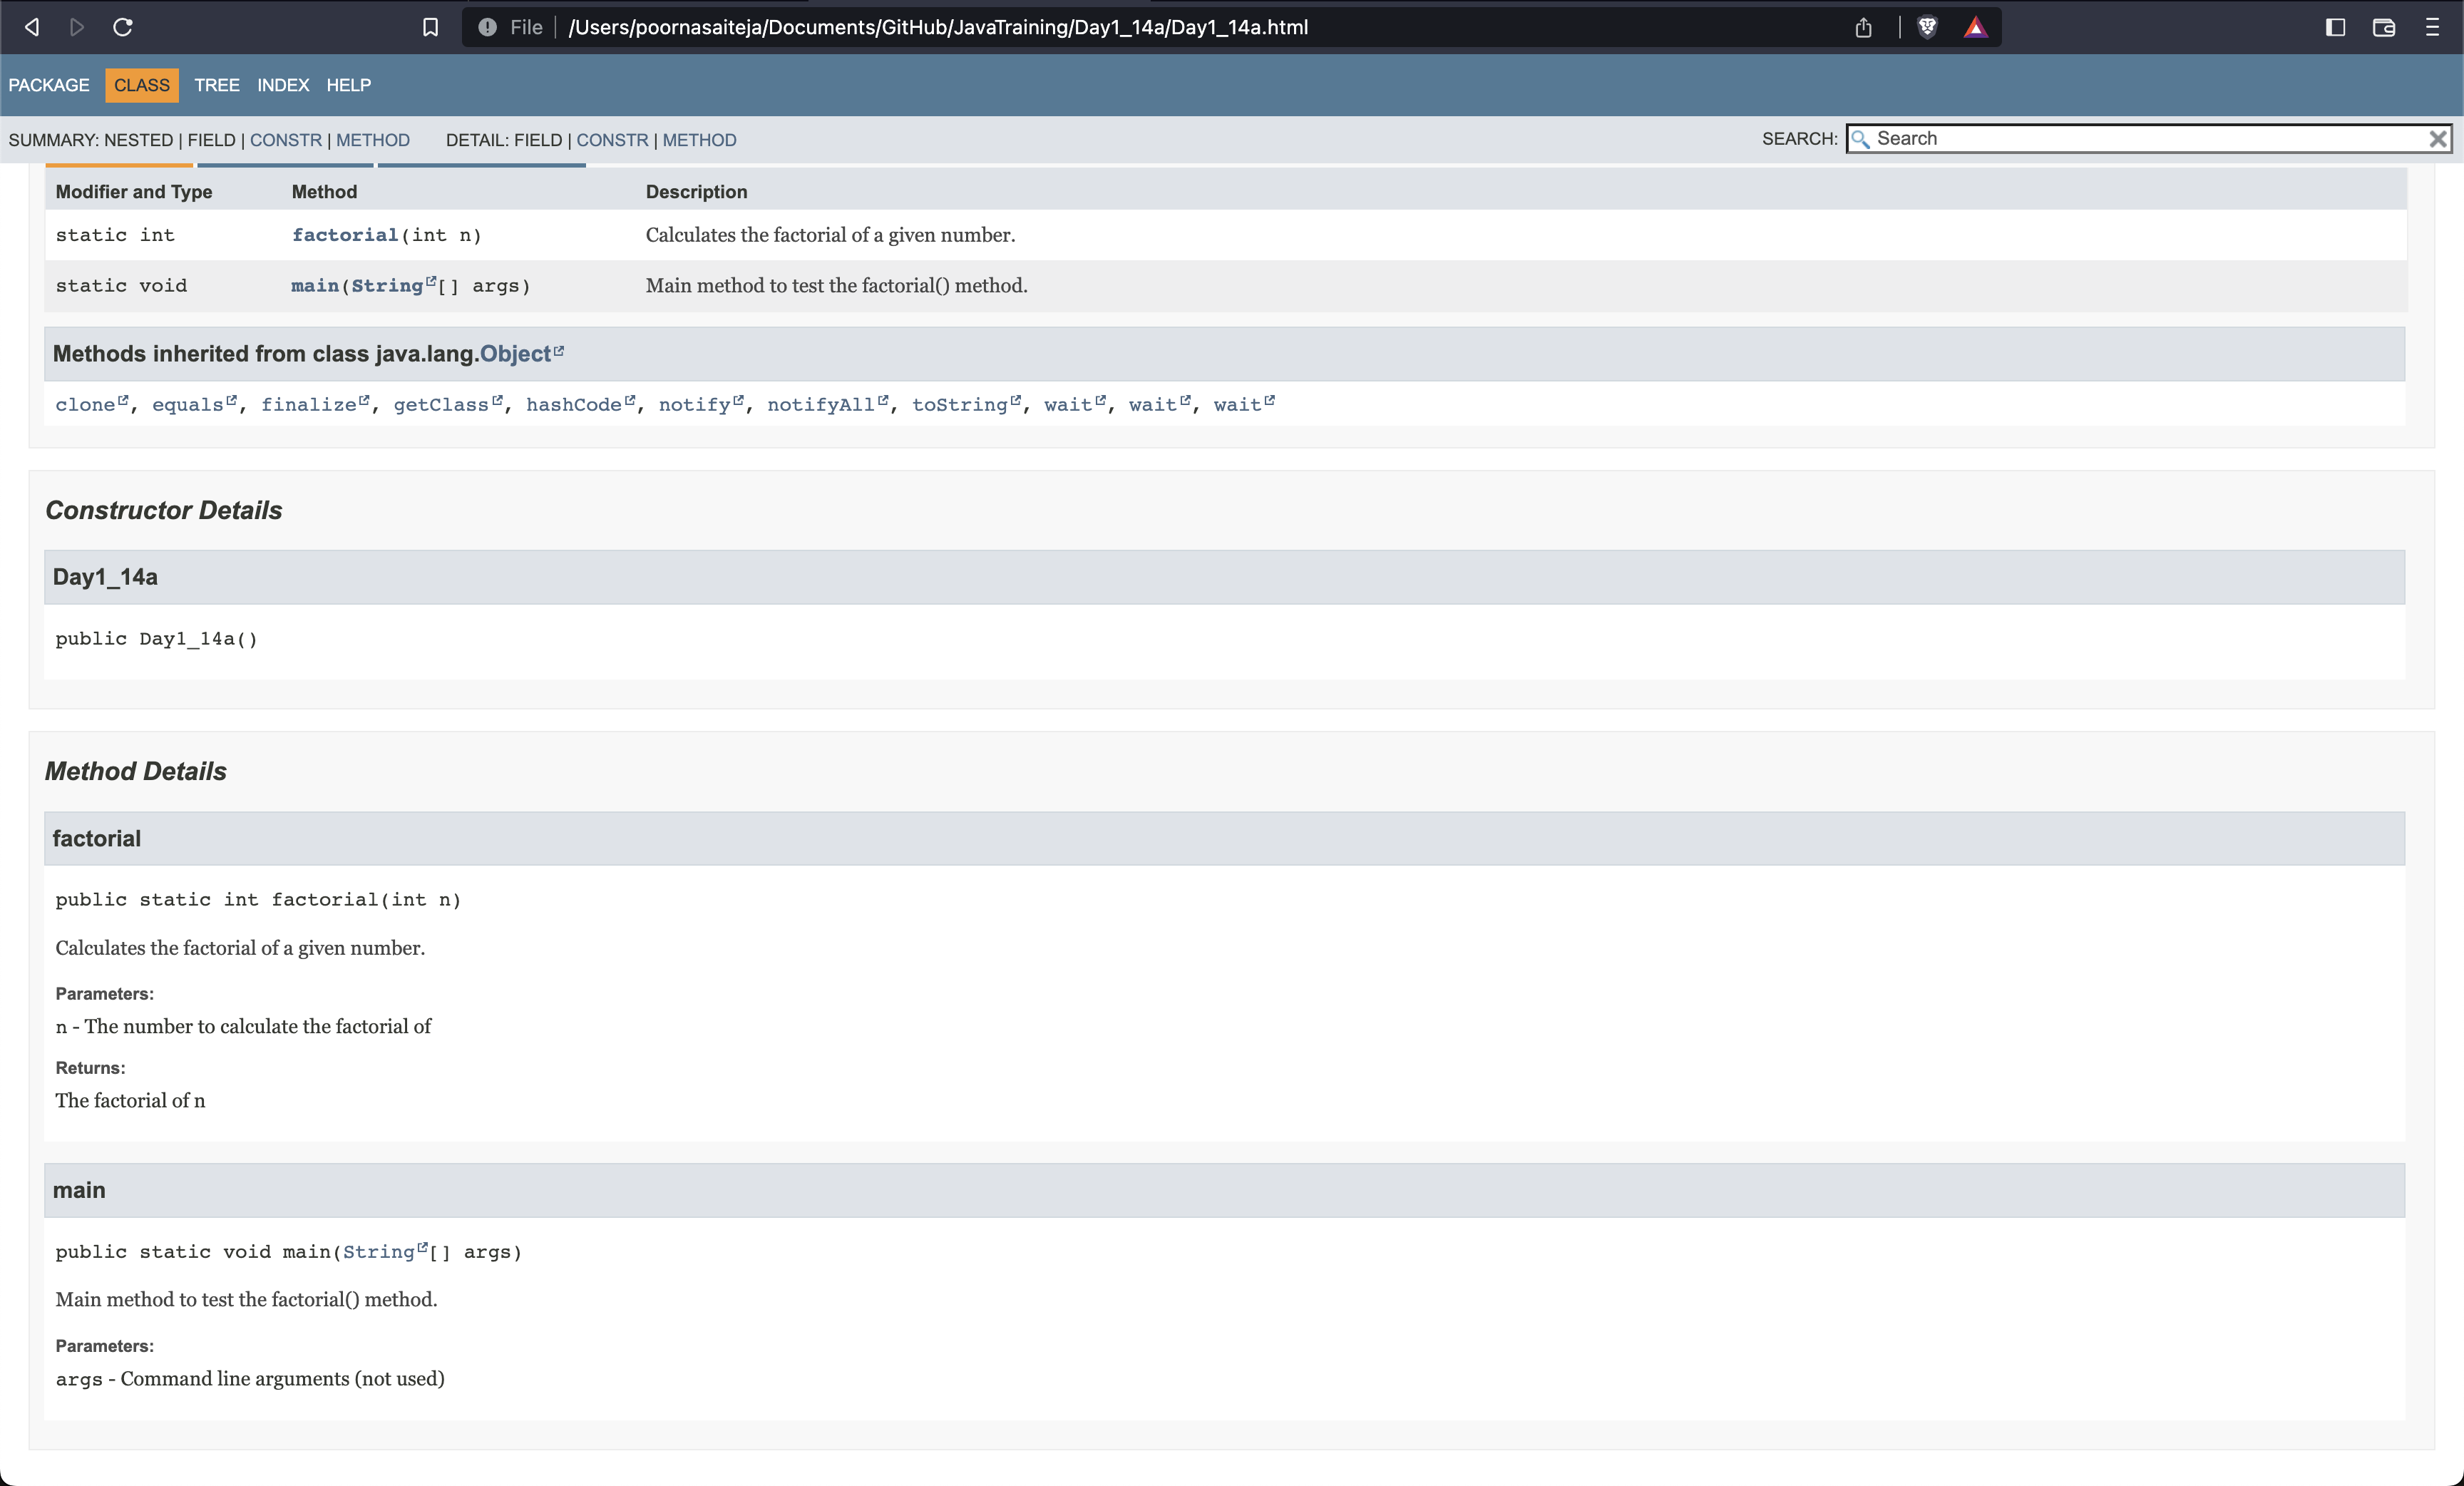 File /Users/poornasaiteja/Documents/GitHub/JavaTraining/Day1_14a/Day1_14a.html
PACKAGE CLASS TREE INDEX HELP
SUMMARY: NESTED | FIELD | CONSTR | METHOD DETAIL: FIELD | CONSTR | METHOD SEARCH: Search
Modifier and Type Method Description
static int factorial(int n) Calculates the factorial of a given number.
static void main(String[] args) Main method to test the factorial() method.
Methods inherited from class java.lang.Object
clone, equals, finalize, getClass, hashCode, notify, notifyAll, toString, wait, wait, wait
Constructor Details
Day1_14a
public Day1_14a()
Method Details
factorial
public static int factorial(int n)
Calculates the factorial of a given number.
Parameters:
n - The number to calculate the factorial of
Returns:
The factorial of n
main
public static void main(String[] args)
Main method to test the factorial() method.
Parameters:
args - Command line arguments (not used)